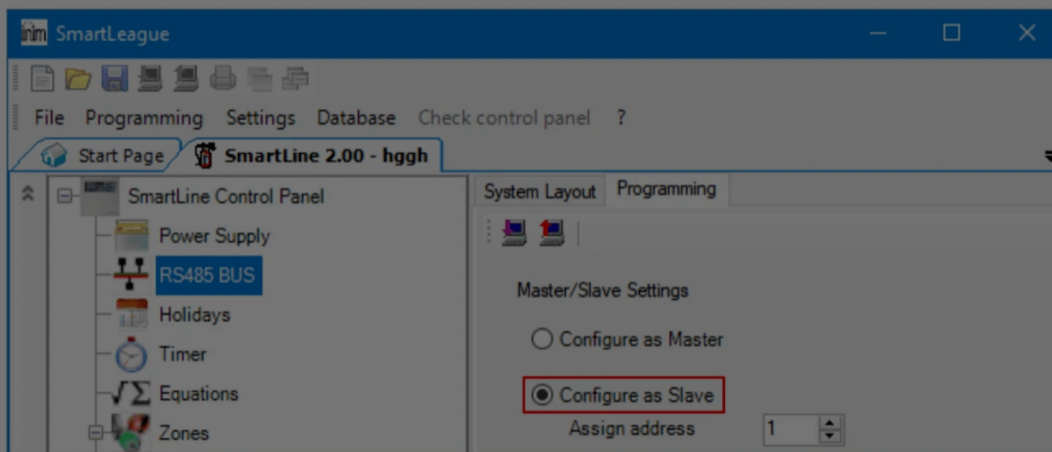 inim SmartLeague
File Programming Settings Database Check control panel ?
Start Page SmartLine 2.00 - hggh
SmartLine Control Panel
System Layout Programming
Power Supply
RS485 BUS
Master/Slave Settings
Holidays
Configure as Master
Timer
Equations
Configure as Slave
Zones
Assign address 1